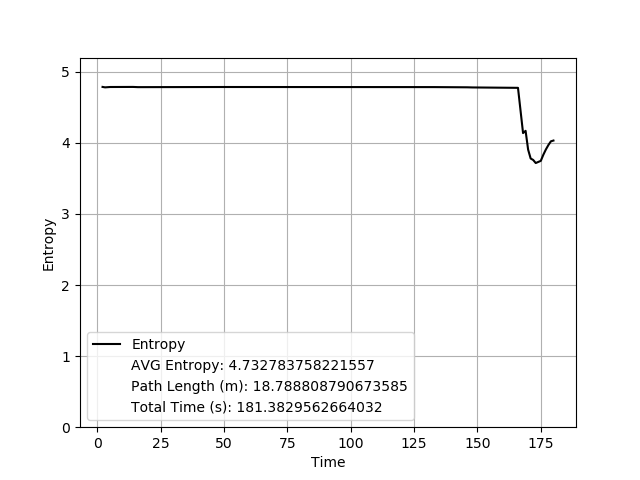 5
4
3
2
1
0
Entropy
Entropy
AVG Entropy: 4.732783758221557
Path Length (m): 18.788808790673585
Total Time (s): 181.3829562664032
0 25 50 75 100 125 150 175
Time